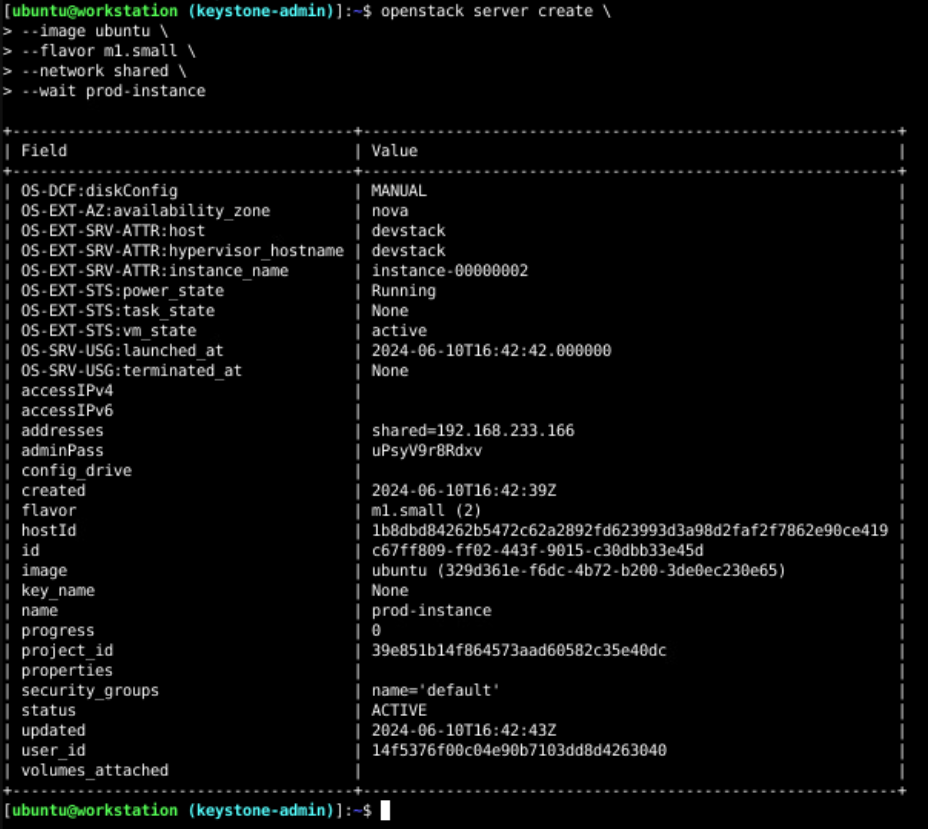 [ubuntu@workstation (keystone-admin)]:~$ openstack server create \
> --image ubuntu \
> --flavor m1.small \
> --network shared \
> --wait prod-instance
+-------------------------------------+----------------------------------------------------------+
| Field | Value |
+-------------------------------------+----------------------------------------------------------+
| OS-DCF:diskConfig | MANUAL |
| OS-EXT-AZ:availability_zone | nova |
| OS-EXT-SRV-ATTR:host | devstack |
| OS-EXT-SRV-ATTR:hypervisor_hostname | devstack |
| OS-EXT-SRV-ATTR:instance_name | instance-00000002 |
| OS-EXT-STS:power_state | Running |
| OS-EXT-STS:task_state | None |
| OS-EXT-STS:vm_state | active |
| OS-SRV-USG:launched_at | 2024-06-10T16:42:42.000000 |
| OS-SRV-USG:terminated_at | None |
| accessIPv4 | |
| accessIPv6 | |
| addresses | shared=192.168.233.166 |
| adminPass | uPsyV9r8Rdxv |
| config_drive | |
| created | 2024-06-10T16:42:39Z |
| flavor | m1.small (2) |
| hostId | 1b8dbd84262b5472c62a2892fd623993d3a98d2faf2f7862e90ce419 |
| id | c67ff809-ff02-443f-9015-c30dbb33e45d |
| image | ubuntu (329d361e-f6dc-4b72-b200-3de0ec230e65) |
| key_name | None |
| name | prod-instance |
| progress | 0 |
| project_id | 39e851b14f864573aad60582c35e40dc |
| properties | |
| security_groups | name='default' |
| status | ACTIVE |
| updated | 2024-06-10T16:42:43Z |
| user_id | 14f5376f00c04e90b7103dd8d4263040 |
| volumes_attached | |
+-------------------------------------+----------------------------------------------------------+
[ubuntu@workstation (keystone-admin)]:~$